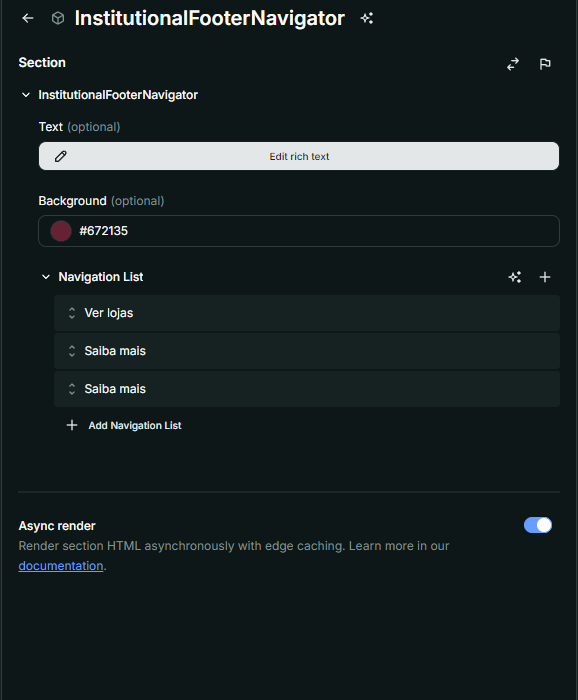 InstitutionalFooterNavigator
Section
InstitutionalFooterNavigator
Text (optional)
Edit rich text
Background (optional)
#672135
Navigation List
Ver lojas
Saiba mais
Saiba mais
Add Navigation List
Async render
Render section HTML asynchronously with edge caching. Learn more in our
documentation.